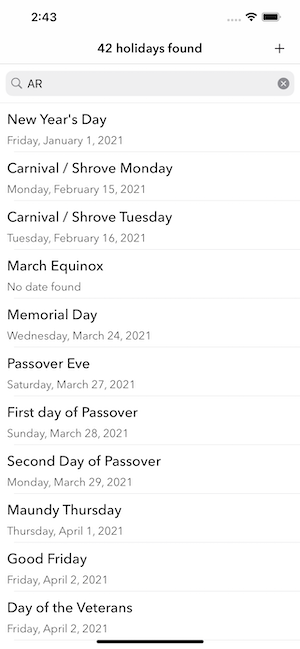 2:43
42 holidays found
+
AR
New Year's Day
Friday, January 1, 2021
Carnival / Shrove Monday
Monday, February 15, 2021
Carnival / Shrove Tuesday
Tuesday, February 16, 2021
March Equinox
No date found
Memorial Day
Wednesday, March 24, 2021
Passover Eve
Saturday, March 27, 2021
First day of Passover
Sunday, March 28, 2021
Second Day of Passover
Monday, March 29, 2021
Maundy Thursday
Thursday, April 1, 2021
Good Friday
Friday, April 2, 2021
Day of the Veterans
Friday, April 2, 2021